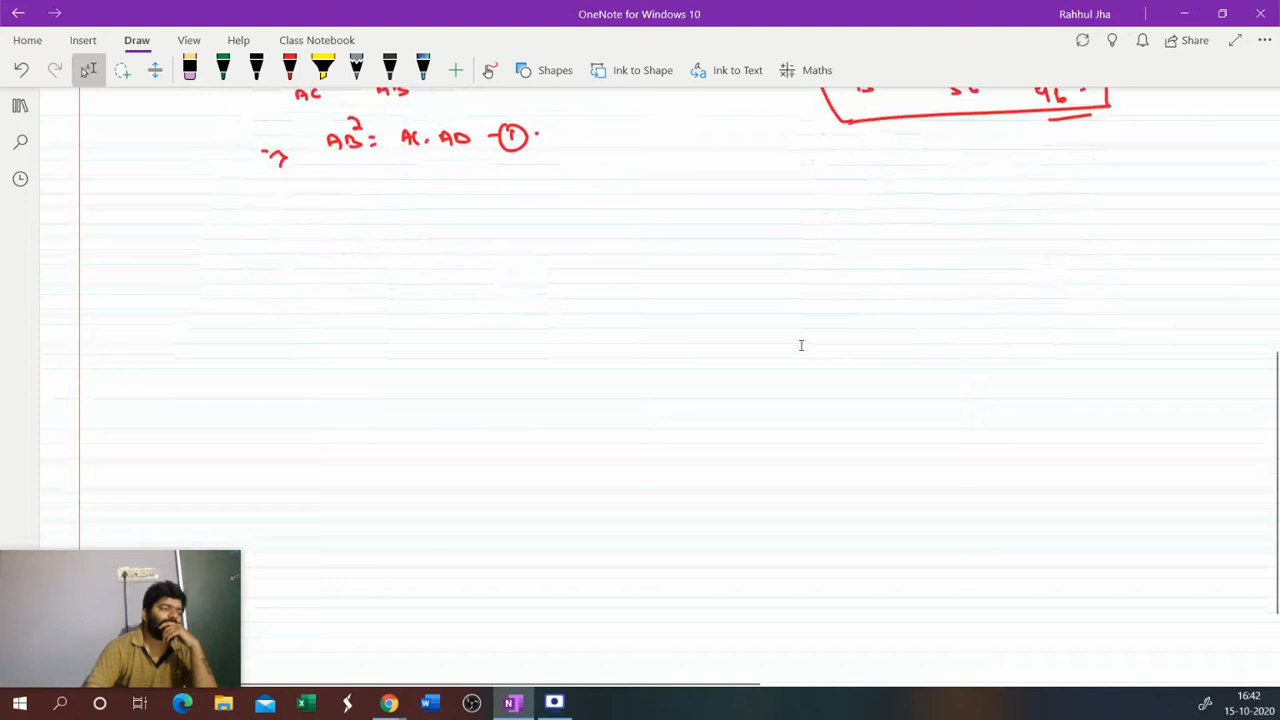 OneNote for Windows 10
Rahhul Jha
Home Insert Draw View Help Class Notebook
Share
Shapes Ink to Shape Ink to Text Maths
AC AB
46
AB² = AC. AD - ①
16:42
15-10-2020